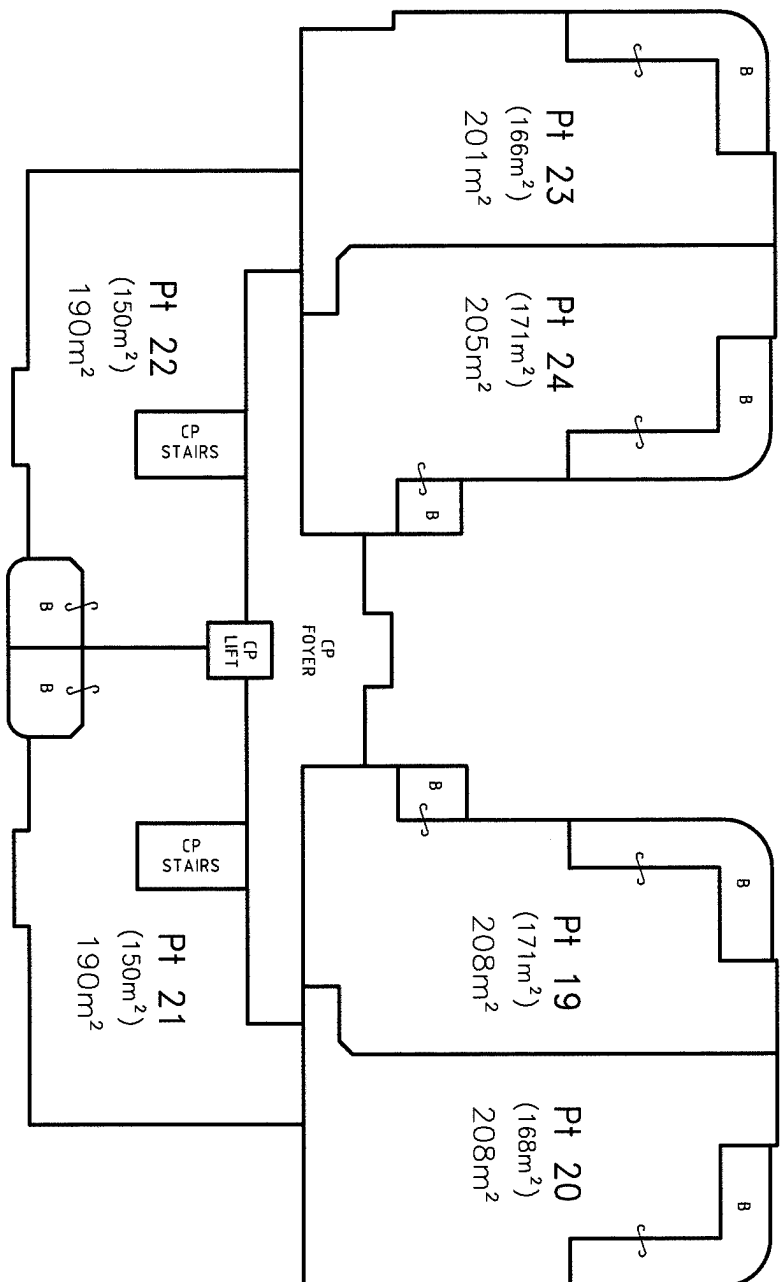 B
Pt 23
(166m²)
201m²
Pt 24
(171m²)
205m²
B
B
Pt 22
(150m²)
190m²
CP
STAIRS
CP
FOYER
CP
LIFT
B
B
B
CP
STAIRS
Pt 21
(150m²)
190m²
B
Pt 19
(171m²)
208m²
Pt 20
(168m²)
208m²
B